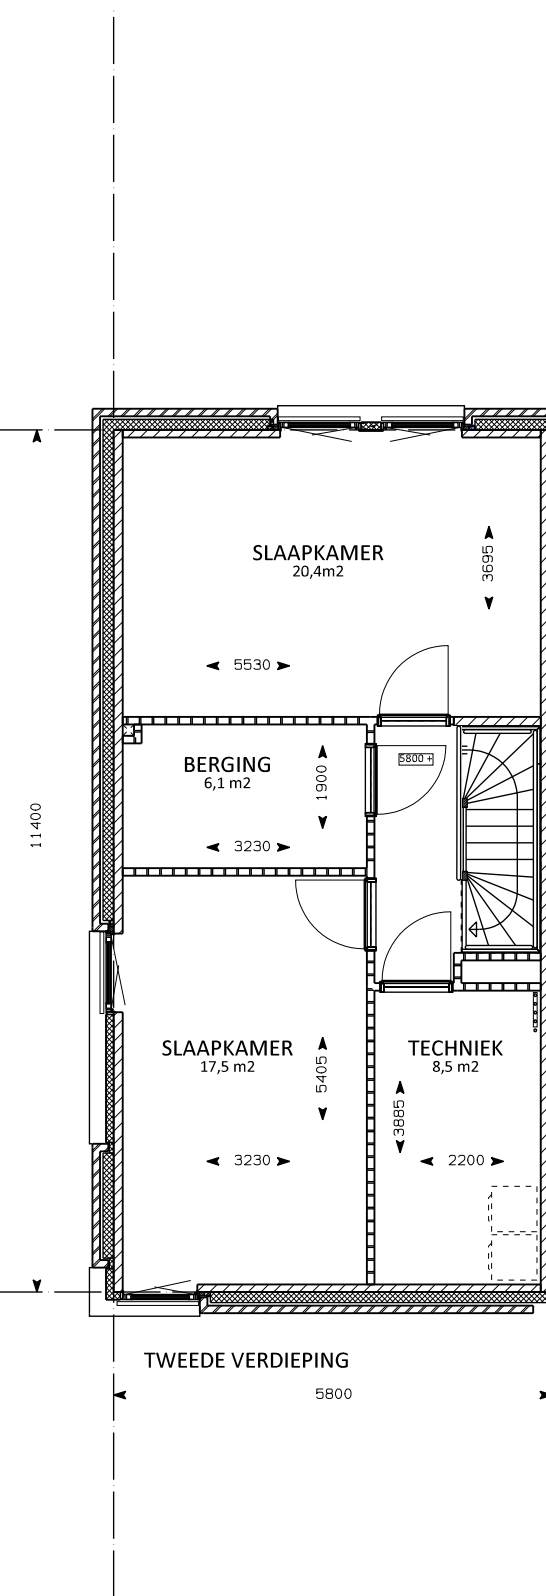 SLAAPKAMER
20,4m2
3695
5530
BERGING
6,1 m2
1900
5800 +
3230
11400
SLAAPKAMER
17,5 m2
5405
TECHNIEK
8,5 m2
3885
3230
2200
TWEEDE VERDIEPING
5800